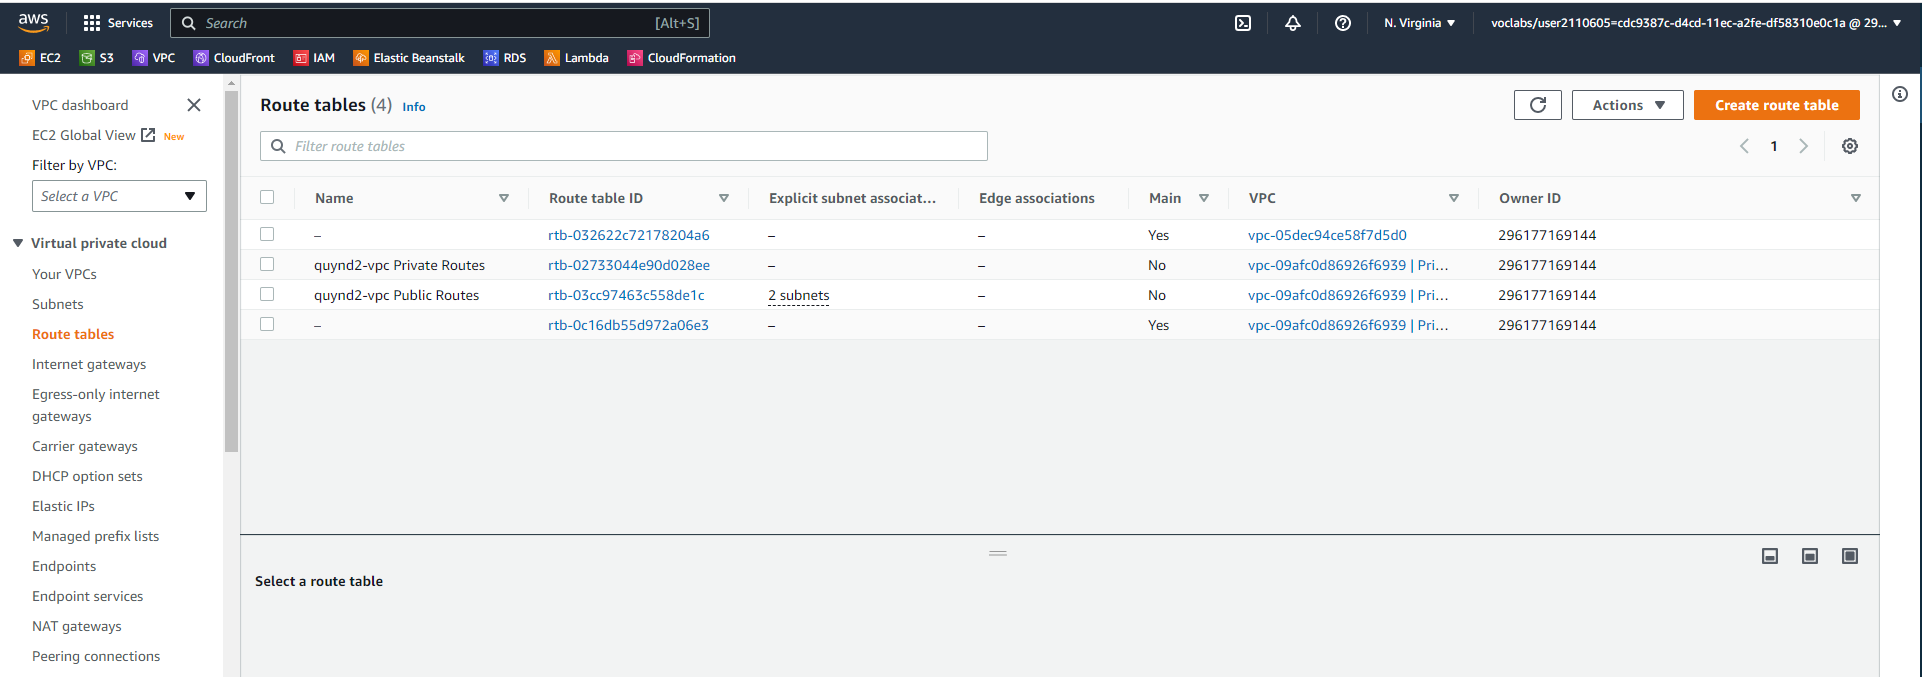 aws Services Search [Alt+S] N. Virginia voclabs/user2110605=cdc9387c-d4cd-11ec-a2fe-df58310e0c1a @ 29...
EC2 S3 VPC CloudFront IAM Elastic Beanstalk RDS Lambda CloudFormation
VPC dashboard
EC2 Global View New
Filter by VPC:
Select a VPC
Virtual private cloud
Your VPCs
Subnets
Route tables
Internet gateways
Egress-only internet
gateways
Carrier gateways
DHCP option sets
Elastic IPs
Managed prefix lists
Endpoints
Endpoint services
NAT gateways
Peering connections
Route tables (4) Info
Actions Create route table
Filter route tables
1
Name Route table ID Explicit subnet associat... Edge associations Main VPC Owner ID
– rtb-032622c72178204a6 – – Yes vpc-05dec94ce58f7d5d0 296177169144
quynd2-vpc Private Routes rtb-02733044e90d028ee – – No vpc-09afc0d86926f6939 | Pri... 296177169144
quynd2-vpc Public Routes rtb-03cc97463c558de1c 2 subnets – No vpc-09afc0d86926f6939 | Pri... 296177169144
– rtb-0c16db55d972a06e3 – – Yes vpc-09afc0d86926f6939 | Pri... 296177169144
Select a route table